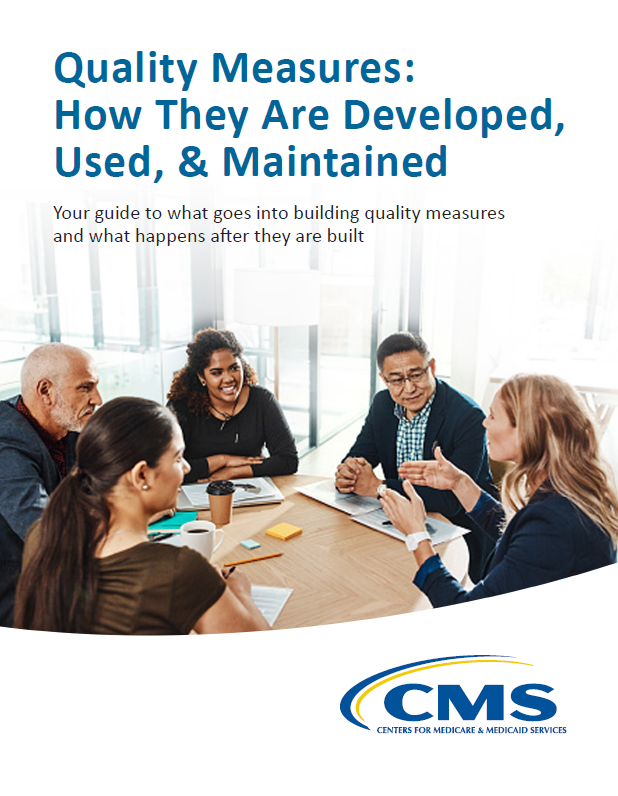 Quality Measures:
How They Are Developed,
Used, & Maintained
Your guide to what goes into building quality measures
and what happens after they are built
CMS
CENTERS FOR MEDICARE & MEDICAID SERVICES